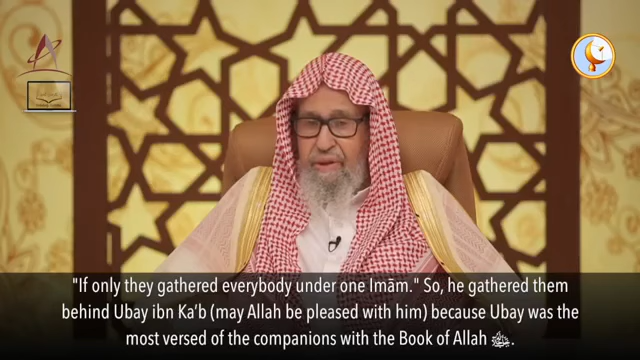 "If only they gathered everybody under one Imām." So, he gathered them
behind Ubay ibn Ka’b (may Allah be pleased with him) because Ubay was the
most versed of the companions with the Book of Allah ﷻ.